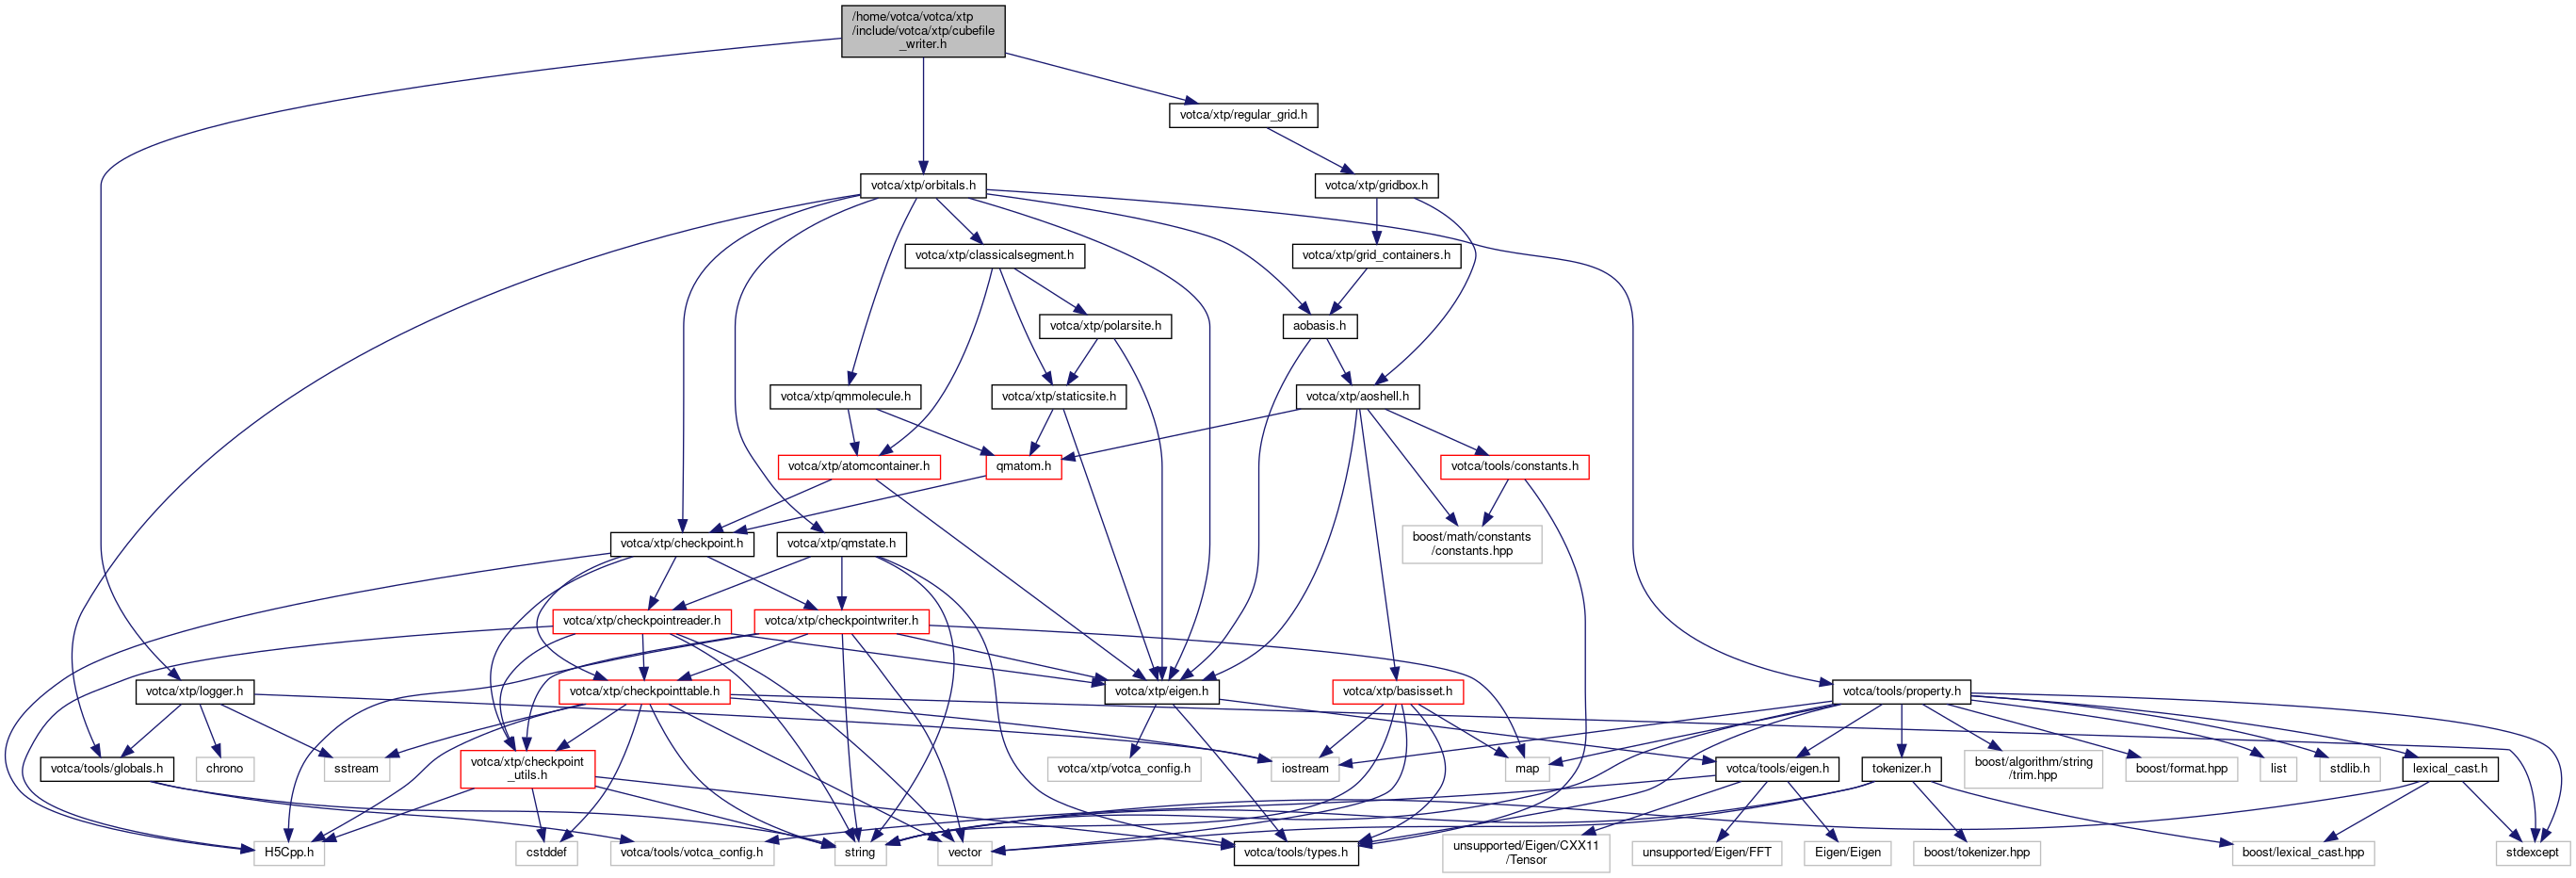 /home/votca/votca/xtp
/include/votca/xtp/cubefile
_writer.h
votca/xtp/regular_grid.h
votca/xtp/orbitals.h
votca/xtp/gridbox.h
votca/xtp/classicalsegment.h
votca/xtp/grid_containers.h
votca/xtp/polarsite.h
aobasis.h
votca/xtp/qmmolecule.h
votca/xtp/staticsite.h
votca/xtp/aoshell.h
votca/xtp/atomcontainer.h
qmatom.h
votca/tools/constants.h
votca/xtp/checkpoint.h
votca/xtp/qmstate.h
boost/math/constants
/constants.hpp
votca/xtp/checkpointreader.h
votca/xtp/checkpointwriter.h
votca/xtp/logger.h
votca/xtp/checkpointtable.h
votca/xtp/eigen.h
votca/xtp/basisset.h
votca/tools/property.h
votca/tools/globals.h
chrono
sstream
votca/xtp/checkpoint
_utils.h
votca/xtp/votca_config.h
iostream
map
votca/tools/eigen.h
tokenizer.h
boost/algorithm/string
/trim.hpp
boost/format.hpp
list
stdlib.h
lexical_cast.h
H5Cpp.h
cstddef
votca/tools/votca_config.h
string
vector
votca/tools/types.h
unsupported/Eigen/CXX11
/Tensor
unsupported/Eigen/FFT
Eigen/Eigen
boost/tokenizer.hpp
boost/lexical_cast.hpp
stdexcept